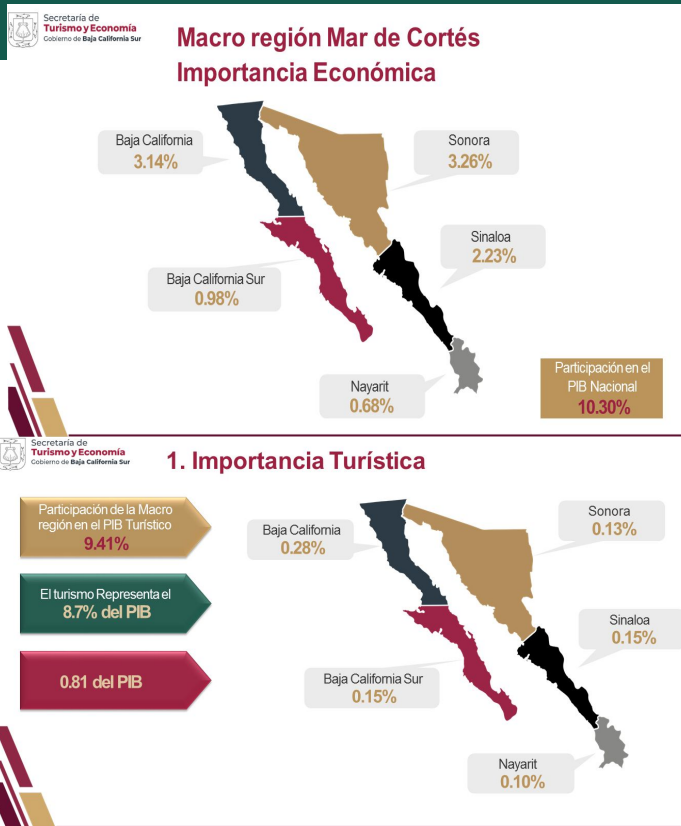 Secretaría de
Turismo y Economía
Gobierno de Baja California Sur
Macro región Mar de Cortés
Importancia Económica
Baja California
3.14%
Sonora
3.26%
Sinaloa
2.23%
Baja California Sur
0.98%
Nayarit
0.68%
Participación en el
PIB Nacional
10.30%
Secretaría de
Turismo y Economía
Gobierno de Baja California Sur
1. Importancia Turística
Participación de la Macro
región en el PIB Turístico
9.41%
El turismo Representa el
8.7% del PIB
0.81 del PIB
Baja California
0.28%
Sonora
0.13%
Sinaloa
0.15%
Baja California Sur
0.15%
Nayarit
0.10%